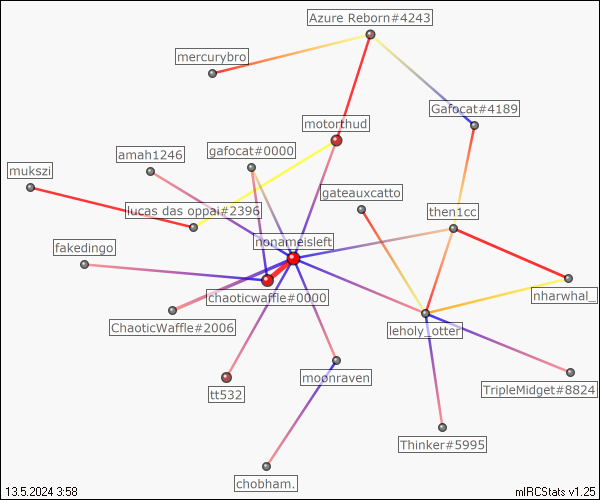 Azure Reborn#4243
mercurybro
Gafocat#4189
motorthud
amah1246
gafocat#0000
mukszi
gateauxcatto
lucas das oppai#2396
then1cc
nonameisleft
fakedingo
chaoticwaffle#0000
nharwhal_
ChaoticWaffle#2006
leholy_otter
moonraven
tt532
TripleMidget#8824
Thinker#5995
chobham.
13.5.2024 3:58
mIRCStats v1.25